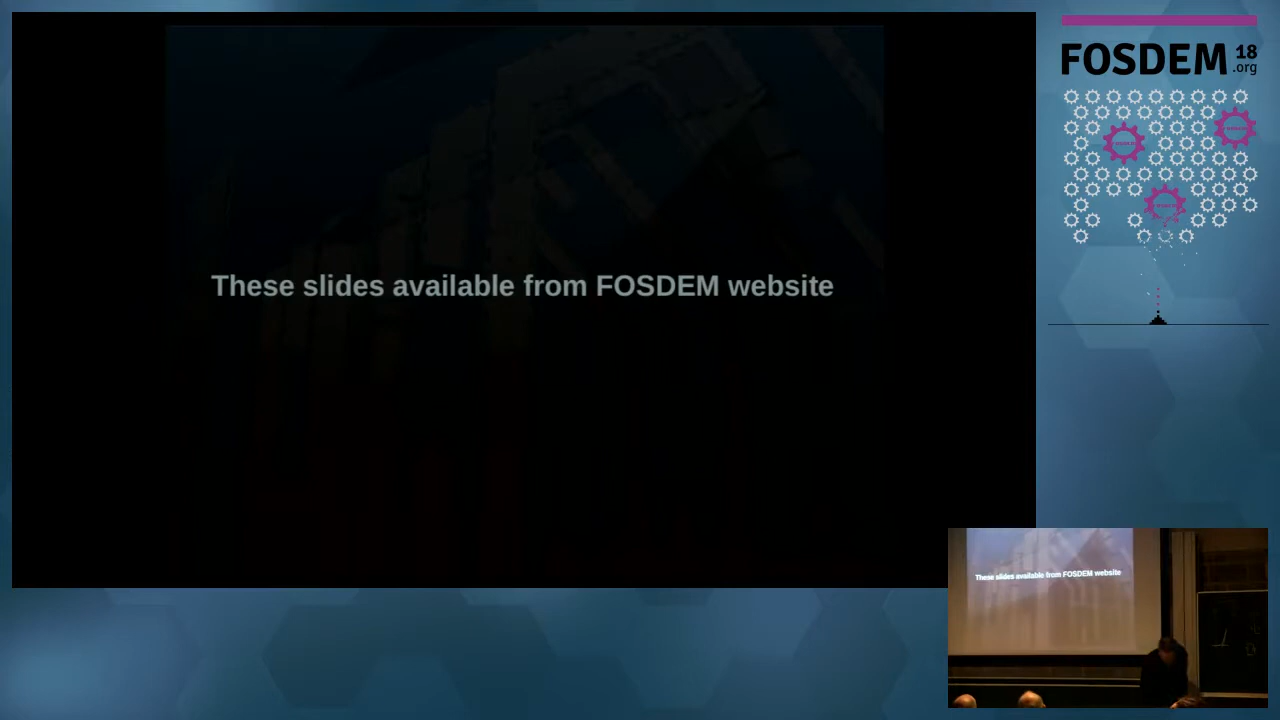 These slides available from FOSDEM website
FOSDEM 18
.org
These slides available from FOSDEM website